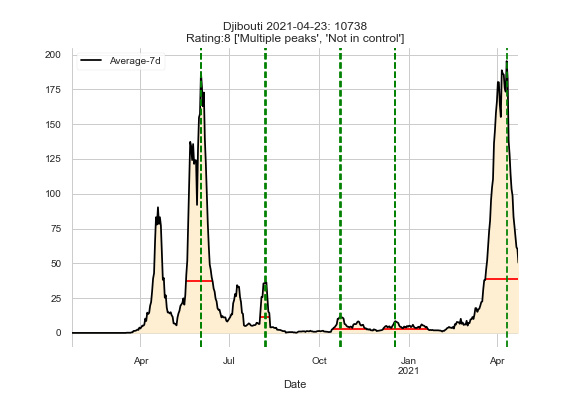 Djibouti 2021-04-23: 10738
Rating:8 ['Multiple peaks', 'Not in control']
Average-7d
200
175
150
125
100
75
50
25
0
Apr Jul Oct Jan Apr
2021
Date